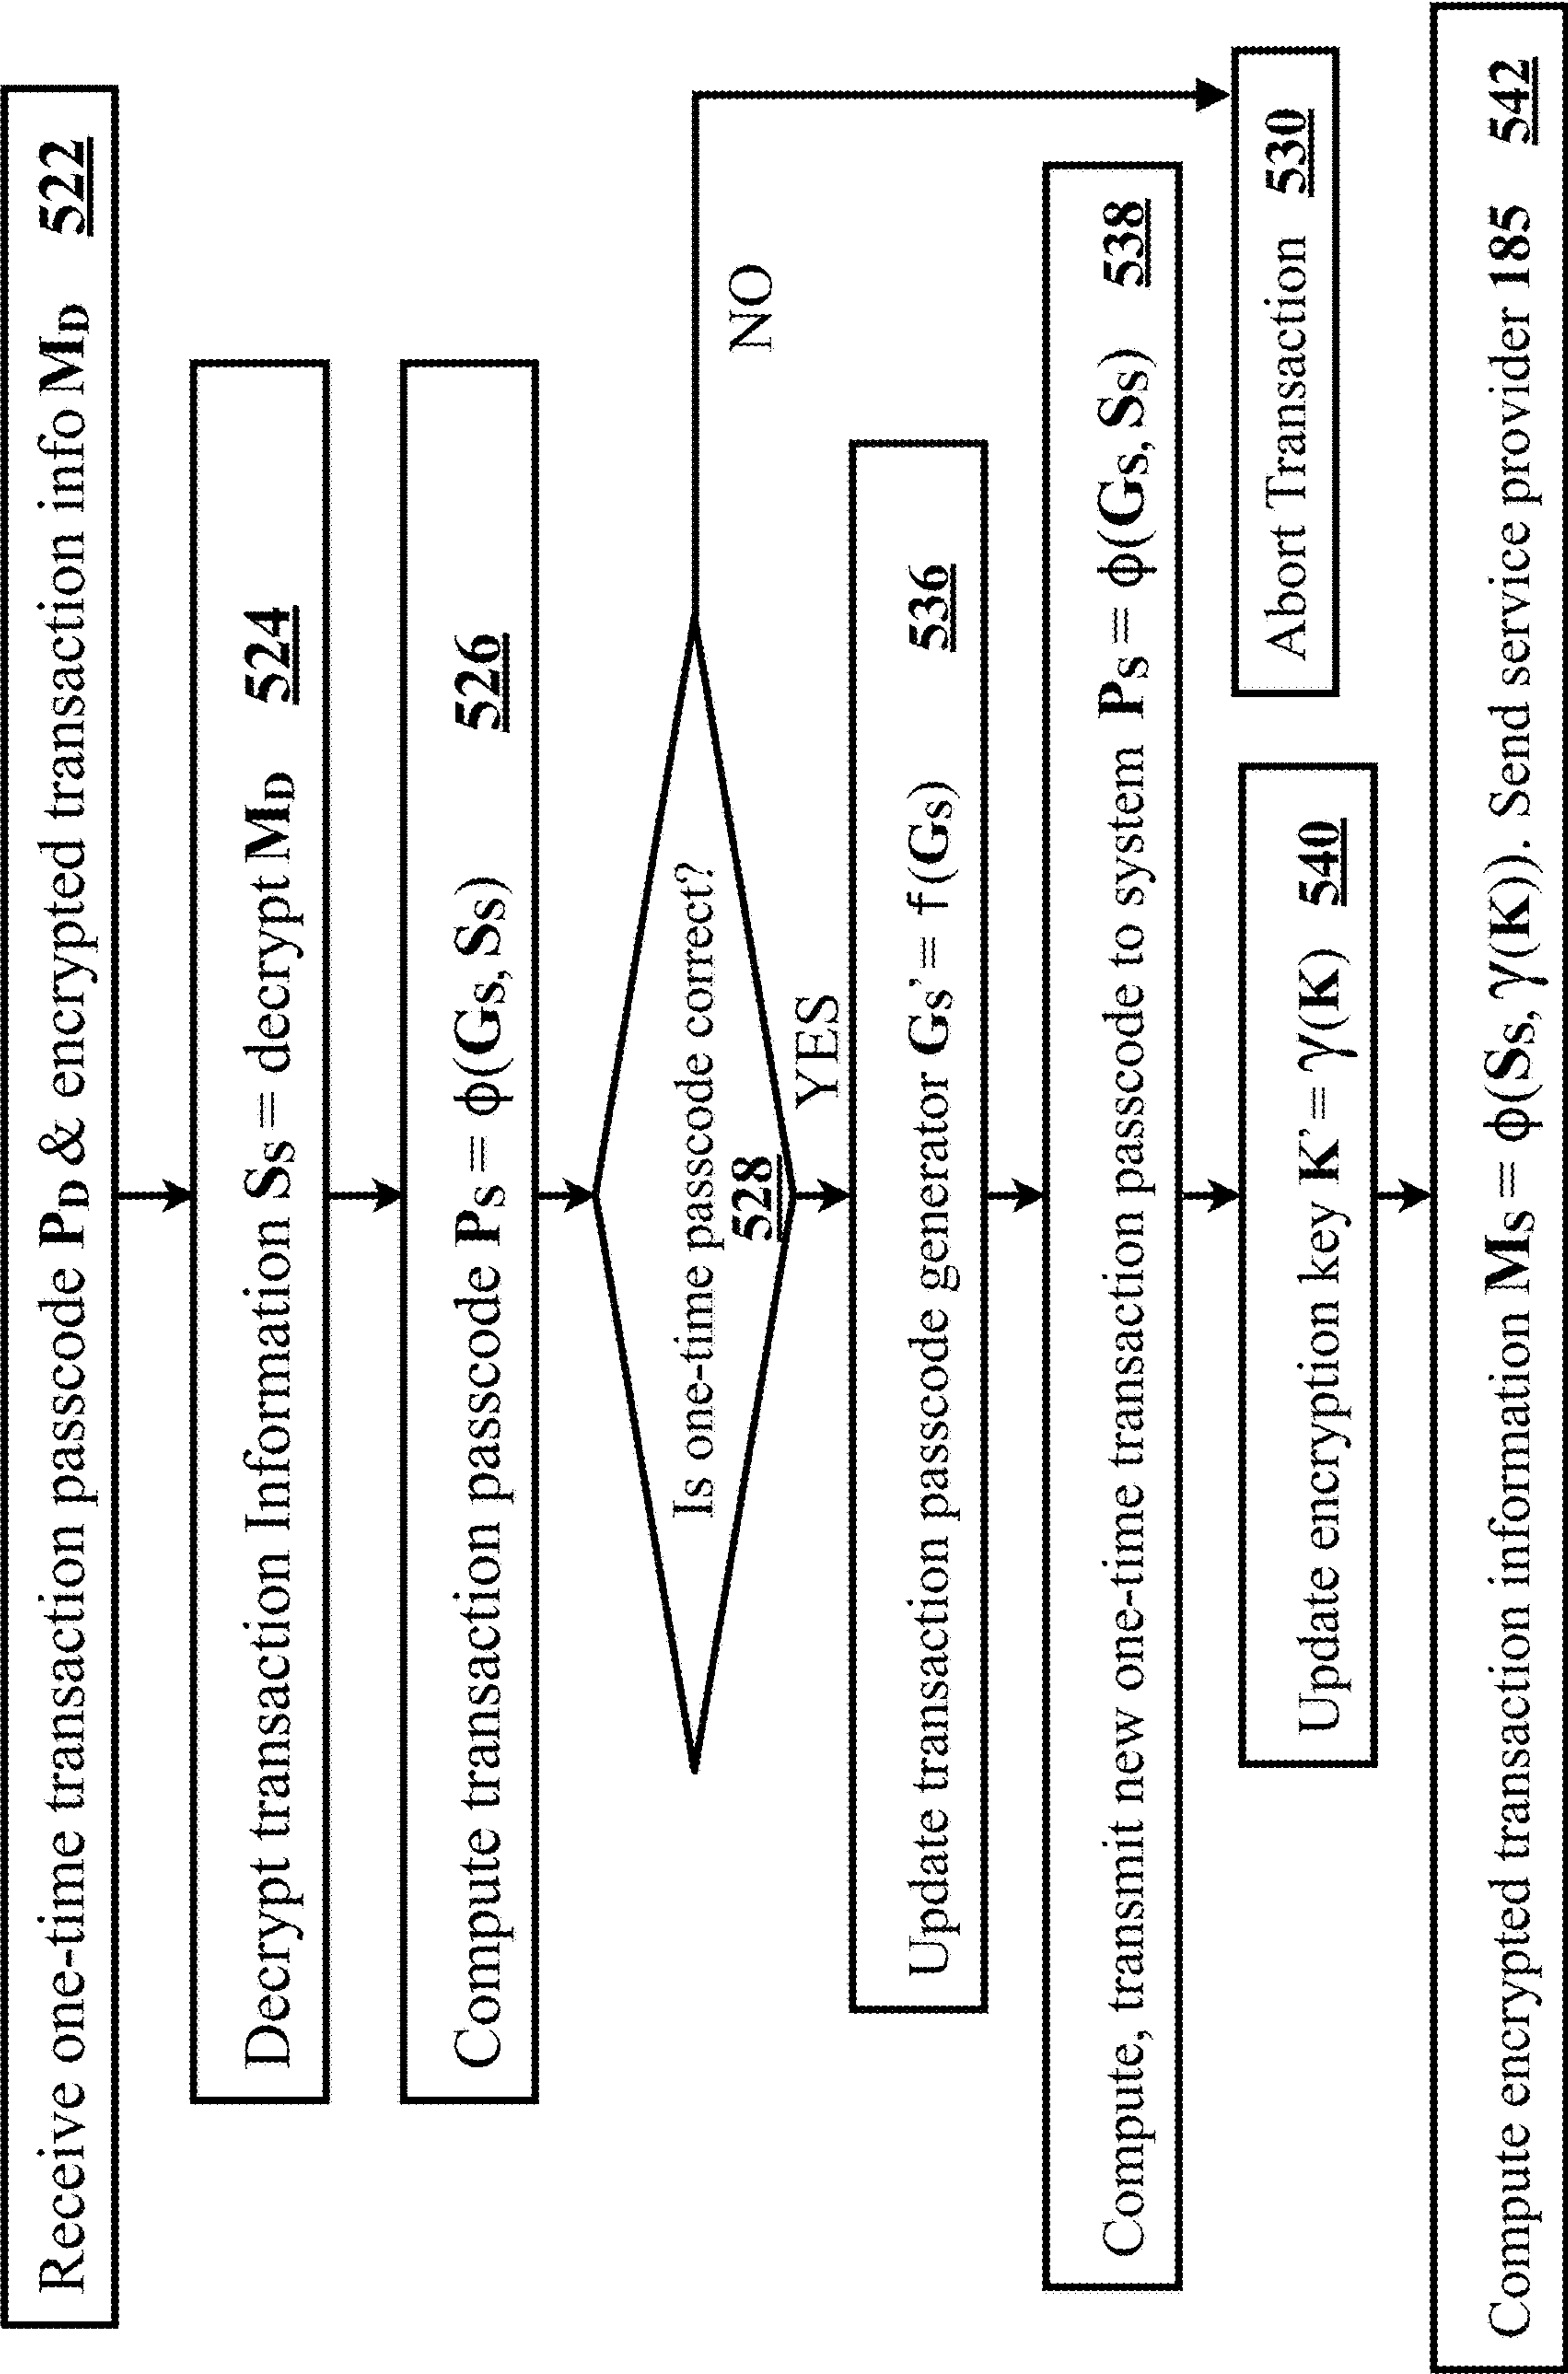 Receive one-time transaction passcode P_D & encrypted transaction info M_D 522
Decrypt transaction Information S_S = decrypt M_D 524
Compute transaction passcode P_S = ϕ(G_S, S_S) 526
Is one-time passcode correct?
528
NO
YES
Update transaction passcode generator G_S' = f(G_S) 536
Compute, transmit new one-time transaction passcode to system P_S = ϕ(G_S, S_S) 538
Abort Transaction 530
Update encryption key K' = γ(K) 540
Compute encrypted transaction information M_S = ϕ(S_S, γ(K)). Send service provider 185 542